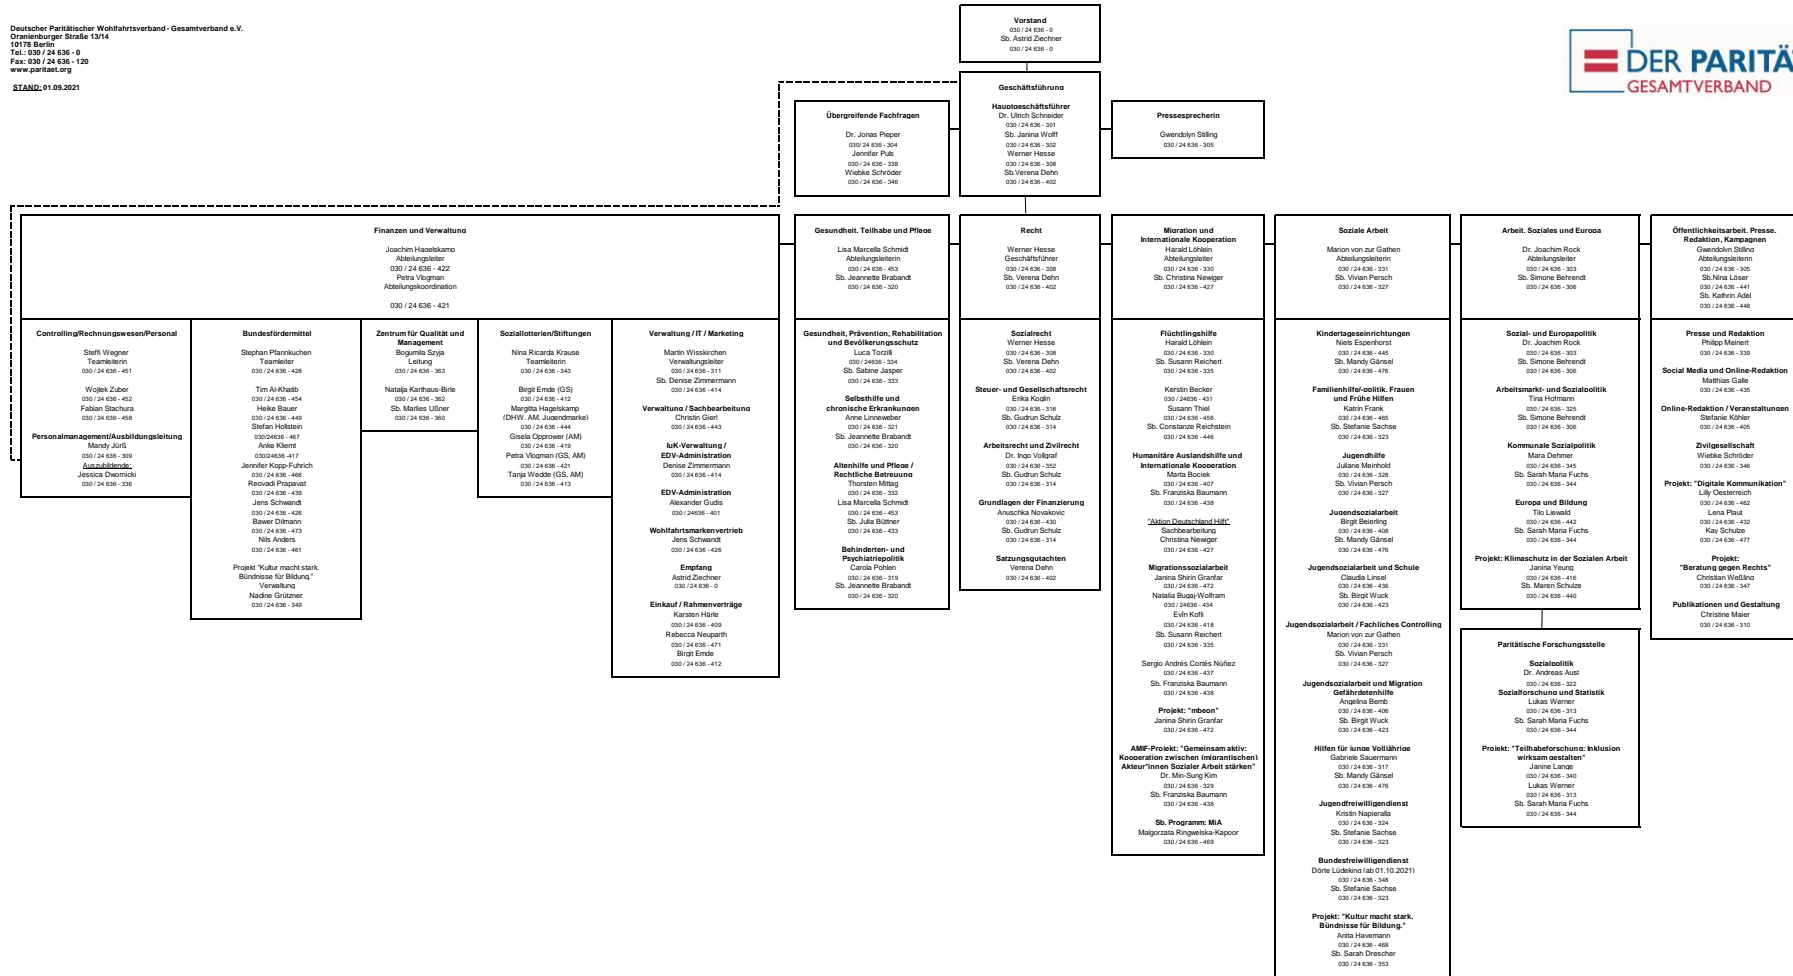 Deutscher Paritätischer Wohlfahrtsverband - Gesamtverband e.V.
Oranienburger Straße 13/14
10178 Berlin
Tel.: 030 / 24 636 - 0
Fax: 030 / 24 636 - 120
www.paritaet.org
STAND: 01.09.2021
DER PARITÄ
GESAMTVERBAND
Vorstand
030 / 24 636 - 0
Sb. Astrid Ziechner
030 / 24 636 - 0
Geschäftsführung
Hauptgeschäftsführer
Dr. Ulrich Schneider
030 / 24 636 - 301
Sb. Janina Wolff
030 / 24 636 - 302
Werner Hesse
030 / 24 636 - 308
Sb.Verena Dehn
030 / 24 636 - 402
Übergreifende Fachfragen
Dr. Jonas Pieper
030/ 24 636 - 304
Jennifer Puls
030 / 24 636 - 338
Wiebke Schröder
030 / 24 636 - 346
Pressesprecherin
Gwendolyn Stilling
030 / 24 636 - 305
Finanzen und Verwaltung
Joachim Hagelskamp
Abteilungsleiter
030 / 24 636 - 422
Petra Vlogman
Abteilungskoordination
030 / 24 636 - 421
Controlling/Rechnungswesen/Personal
Steffi Wegner
Teamleiterin
030 / 24 636 - 451
Wojtek Zuber
030 / 24 636 - 452
Fabian Stachura
030 / 24 636 - 458
Personalmanagement/Ausbildungsleitung
Mandy Jürß
030 / 24 636 - 309
Auszubildende:
Jessica Dwornicki
030 / 24 636 - 336
Bundesfördermittel
Stephan Pfannkuchen
Teamleiter
030 / 24 636 - 428
Tim Al-Khatib
030 / 24 636 - 454
Heike Bauer
030 / 24 636 - 449
Stefan Hollstein
030/24636 - 467
Anke Kliemt
030/24636 -417
Jennifer Kopp-Fuhrich
030 / 24 636 - 466
Reovadi Prapavat
030 / 24 636 - 439
Jens Schwandt
030 / 24 636 - 426
Bawer Dilmann
030 / 24 636 - 473
Nils Anders
030 / 24 636 - 461
Projekt "Kultur macht stark.
Bündnisse für Bildung."
Verwaltung
Nadine Grützner
030 / 24 636 - 349
Zentrum für Qualität und
Management
Bogumila Szyja
Leitung
030 / 24 636 - 363
Natalja Karthaus-Birle
030 / 24 636 - 362
Sb. Marlies Ußner
030 / 24 636 - 360
Soziallotterien/Stiftungen
Nina Ricarda Krause
Teamleiterin
030 / 24 636 - 343
Birgit Emde (GS)
030 / 24 636 - 412
Margitta Hagelskamp
(DHW, AM, Jugendmarke)
030 / 24 636 - 444
Gisela Opprower (AM)
030 / 24 636 - 419
Petra Vlogman (GS, AM)
030 / 24 636 - 421
Tanja Wedde (GS, AM)
030 / 24 636 - 413
Verwaltung / IT / Marketing
Martin Wisskirchen
Verwaltungsleiter
030 / 24 636 - 311
Sb. Denise Zimmermann
030 / 24 636 - 414
Verwaltung / Sachbearbeitung
Christin Gierl
030 / 24 636 - 443
IuK-Verwaltung /
EDV-Administration
Denise Zimmermann
030 / 24 636 - 414
EDV-Administration
Alexander Gudis
030 / 24636 - 401
Wohlfahrtsmarkenvertrieb
Jens Schwandt
030 / 24 636 - 426
Empfang
Astrid Ziechner
030 / 24 636 - 0
Einkauf / Rahmenverträge
Karsten Härle
030 / 24 636 - 409
Rebecca Neuparth
030 / 24 636 - 471
Birgit Emde
030 / 24 636 - 412
Gesundheit, Teilhabe und Pflege
Lisa Marcella Schmidt
Abteilungsleiterin
030 / 24 636 - 453
Sb. Jeannette Brabandt
030 / 24 636 - 320
Gesundheit, Prävention, Rehabilitation
und Bevölkerungsschutz
Luca Torzilli
030 / 24636 - 334
Sb. Sabine Jasper
030 / 24 636 - 333
Selbsthilfe und
chronische Erkrankungen
Anne Linneweber
030 / 24 636 - 321
Sb. Jeannette Brabandt
030 / 24 636 - 320
Altenhilfe und Pflege /
Rechtliche Betreuung
Thorsten Mittag
030 / 24 636 - 332
Lisa Marcella Schmidt
030 / 24 636 - 453
Sb. Julia Büttner
030 / 24 636 - 433
Behinderten- und
Psychiatriepolitik
Carola Pohlen
030 / 24 636 - 319
Sb. Jeannette Brabandt
030 / 24 636 - 320
Recht
Werner Hesse
Geschäftsführer
030 / 24 636 - 308
Sb. Verena Dehn
030 / 24 636 - 402
Sozialrecht
Werner Hesse
030 / 24 636 - 308
Sb. Verena Dehn
030 / 24 636 - 402
Steuer- und Gesellschaftsrecht
Erika Koglin
030 / 24 636 - 316
Sb. Gudrun Schulz
030 / 24 636 - 314
Arbeitsrecht und Zivilrecht
Dr. Ingo Vollgraf
030 / 24 636 - 352
Sb. Gudrun Schulz
030 / 24 636 - 314
Grundlagen der Finanzierung
Anuschka Novakovic
030 / 24 636 - 430
Sb. Gudrun Schulz
030 / 24 636 - 314
Satzungsgutachten
Verena Dehn
030 / 24 636 - 402
Migration und
Internationale Kooperation
Harald Löhlein
Abteilungsleiter
030 / 24 636 - 330
Sb. Christina Newiger
030 / 24 636 - 427
Flüchtlingshilfe
Harald Löhlein
030 / 24 636 - 330
Sb. Susann Reichert
030 / 24 636 - 335
Kerstin Becker
030 / 24636 - 431
Susann Thiel
030 / 24 636 - 456
Sb. Constanze Reichstein
030 / 24 636 - 446
Humanitäre Auslandshilfe und
Internationale Kooperation
Marta Bociek
030 / 24 636 - 407
Sb. Franziska Baumann
030 / 24 636 - 438
"Aktion Deutschland Hilft"
Sachbearbeitung
Christina Newiger
030 / 24 636 - 427
Migrationssozialarbeit
Janina Shirin Granfar
030 / 24 636 - 472
Natalia Bugaj-Wolfram
030 / 24636 - 434
Evîn Kofli
030 / 24 636 - 418
Sb. Susann Reichert
030 / 24 636 - 335
Sergio Andrés Cortés Núñez
030 / 24 636 - 437
Sb. Franziska Baumann
030 / 24 636 - 438
Projekt: "mbeon"
Janina Shirin Granfar
030 / 24 636 - 472
AMIF-Projekt: "Gemeinsam aktiv:
Kooperation zwischen (migrantischen)
Akteur*innen Sozialer Arbeit stärken"
Dr. Min-Sung Kim
030 / 24 636 - 329
Sb. Franziska Baumann
030 / 24 636 - 438
Sb. Programm: MiA
Malgorzata Ringwelska-Kapoor
030 / 24 636 - 469
Soziale Arbeit
Marion von zur Gathen
Abteilungsleiterin
030 / 24 636 - 331
Sb. Vivian Persch
030 / 24 636 - 327
Kindertageseinrichtungen
Niels Espenhorst
030 / 24 636 - 445
Sb. Mandy Gänsel
030 / 24 636 - 476
Familienhilfe/-politik, Frauen
und Frühe Hilfen
Katrin Frank
030 / 24 636 - 465
Sb. Stefanie Sachse
030 / 24 636 - 323
Jugendhilfe
Juliane Meinhold
030 / 24 636 - 328
Sb. Vivian Persch
030 / 24 636 - 327
Jugendsozialarbeit
Birgit Beierling
030 / 24 636 - 408
Sb. Mandy Gänsel
030 / 24 636 - 476
Jugendsozialarbeit und Schule
Claudia Linsel
030 / 24 636 - 436
Sb. Birgit Wuck
030 / 24 636 - 423
Jugendsozialarbeit / Fachliches Controlling
Marion von zur Gathen
030 / 24 636 - 331
Sb. Vivian Persch
030 / 24 636 - 327
Jugendsozialarbeit und Migration
Gefährdetenhilfe
Angelina Bemb
030 / 24 636 - 406
Sb. Birgit Wuck
030 / 24 636 - 423
Hilfen für junge Volljährige
Gabriele Sauermann
030 / 24 636 - 317
Sb. Mandy Gänsel
030 / 24 636 - 476
Jugendfreiwilligendienst
Kristin Napieralla
030 / 24 636 - 324
Sb. Stefanie Sachse
030 / 24 636 - 323
Bundesfreiwilligendienst
Dörte Lüdeking (ab 01.10.2021)
030 / 24 636 - 348
Sb. Stefanie Sachse
030 / 24 636 - 323
Projekt: "Kultur macht stark.
Bündnisse für Bildung."
Anita Havemann
030 / 24 636 - 468
Sb. Sarah Drescher
030 / 24 636 - 353
Arbeit, Soziales und Europa
Dr. Joachim Rock
Abteilungsleiter
030 / 24 636 - 303
Sb. Simone Behrendt
030 / 24 636 - 306
Sozial- und Europapolitik
Dr. Joachim Rock
030 / 24 636 - 303
Sb. Simone Behrendt
030 / 24 636 - 306
Arbeitsmarkt- und Sozialpolitik
Tina Hofmann
030 / 24 636 - 325
Sb. Simone Behrendt
030 / 24 636 - 306
Kommunale Sozialpolitik
Mara Dehmer
030 / 24 636 - 345
Sb. Sarah Maria Fuchs
030 / 24 636 - 344
Europa und Bildung
Tilo Liewald
030 / 24 636 - 442
Sb. Sarah Maria Fuchs
030 / 24 636 - 344
Projekt: Klimaschutz in der Sozialen Arbeit
Janina Yeung
030 / 24 636 - 416
Sb. Maren Schulze
030 / 24 636 - 440
Paritätische Forschungsstelle
Sozialpolitik
Dr. Andreas Aust
030 / 24 636 - 322
Sozialforschung und Statistik
Lukas Werner
030 / 24 636 - 313
Sb. Sarah Maria Fuchs
030 / 24 636 - 344
Projekt: "Teilhabeforschung: Inklusion
wirksam gestalten"
Janine Lange
030 / 24 636 - 340
Lukas Werner
030 / 24 636 - 313
Sb. Sarah Maria Fuchs
030 / 24 636 - 344
Öffentlichkeitsarbeit, Presse,
Redaktion, Kampagnen
Gwendolyn Stilling
Abteilungsleiterin
030 / 24 636 - 305
Sb.Nina Löser
030 / 24 636 - 441
Sb. Kathrin Adel
030 / 24 636 - 448
Presse und Redaktion
Philipp Meinert
030 / 24 636 - 339
Social Media und Online-Redaktion
Matthias Galle
030 / 24 636 - 435
Online-Redaktion / Veranstaltungen
Stefanie Köhler
030 / 24 636 - 405
Zivilgesellschaft
Wiebke Schröder
030 / 24 636 - 346
Projekt: "Digitale Kommunikation"
Lilly Oesterreich
030 / 24 636 - 462
Lena Plaut
030 / 24 636 - 432
Kay Schulze
030 / 24 636 - 477
Projekt:
"Beratung gegen Rechts"
Christian Weßling
030 / 24 636 - 347
Publikationen und Gestaltung
Christine Maier
030 / 24 636 - 310